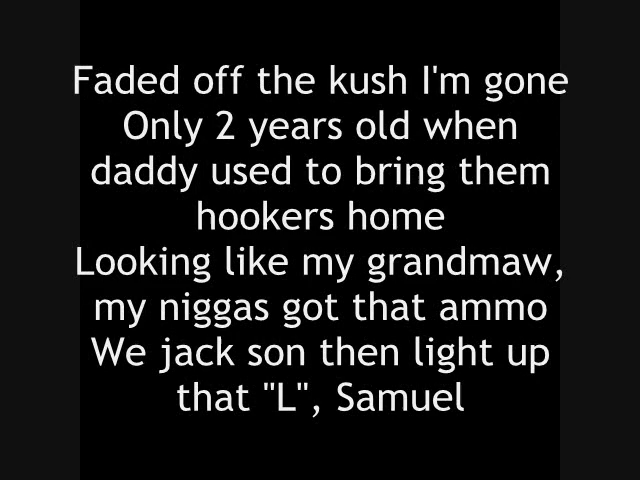 Faded off the kush I'm gone
Only 2 years old when
daddy used to bring them
hookers home
Looking like my grandmaw,
my niggas got that ammo
We jack son then light up
that "L", Samuel